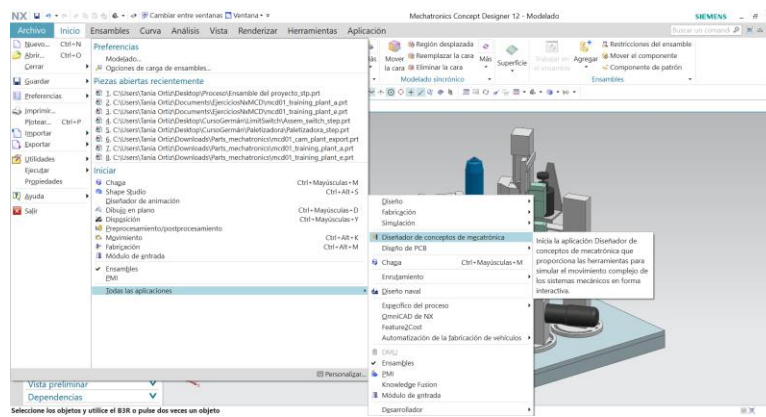 NX Cambiar entre ventanas Ventana Mechatronics Concept Designer 12 - Modelado SIEMENS
Archivo Inicio Ensambles Curva Análisis Vista Renderizar Herramientas Ensambles Aplicación Buscar un comando
Nuevo... Ctrl+N
Abrir... Ctrl+O
Cerrar
Guardar
Preferencias
Imprimir...
Plotear... Ctrl+P
Importar
Exportar
Utilidades
Ejecutar
Propiedades
Ayuda
Salir
Preferencias
Modelado...
Opciones de carga de ensambles...
Piezas abiertas recientemente
1. C:\Users\Tania Ortiz\Desktop\Proceso\Ensamble del proyecto_stp.prt
2. C:\Users\Tania Ortiz\Documents\EjerciciosNxMCD\mcd01_training_plant_a.prt
3. C:\Users\Tania Ortiz\Documents\EjerciciosNxMCD\mcd01_training_plant_e.prt
4. C:\Users\Tania Ortiz\Desktop\CursoGermán\LimitSwitch\Assem_switch_step.prt
5. C:\Users\Tania Ortiz\Desktop\CursoGermán\Paletizadora\Paletizadora_step.prt
6. C:\Users\Tania Ortiz\Downloads\Parts_mechatronics\mcd01_cam_plant_export.prt
7. C:\Users\Tania Ortiz\Downloads\Parts_mechatronics\mcd01_training_plant_a.prt
8. C:\Users\Tania Ortiz\Downloads\Parts_mechatronics\mcd01_training_plant_e.prt
Iniciar
Chapa Ctrl+Mayúsculas+M
Shape Studio Ctrl+Alt+S
Diseñador de animación
Dibujo en plano Ctrl+Mayúsculas+D
Disposición Ctrl+Mayúsculas+Y
Preprocesamiento/postprocesamiento
Movimiento Ctrl+Alt+K
Fabricación Ctrl+Alt+M
Módulo de entrada
Ensambles
PMI
Todas las aplicaciones
Personalizar...
Más
Mover la cara
Región desplazada
Reemplazar la cara
Eliminar la cara
Más
Modelado sincrónico
Superficie
Trabajar en el ensamble
Agregar
Restricciones del ensamble
Mover el componente
Componente de patrón
Ensambles
Diseño
Fabricación
Simulación
Diseñador de conceptos de mecatrónica
Diseño de PCB
Chapa Ctrl+Mayúsculas+M
Enrutamiento
Diseño naval
Específico del proceso
OmniCAD de NX
Feature2Cost
Automatización de la fabricación de vehículos
DMU
Ensambles
PMI
Knowledge Fusion
Módulo de entrada
Desarrollador
Inicia la aplicación Diseñador de
conceptos de mecatrónica que
proporciona las herramientas para
simular el movimiento complejo de
los sistemas mecánicos en forma
interactiva.
Vista preliminar
Dependencias
Seleccione los objetos y utilice el B3R o pulse dos veces un objeto